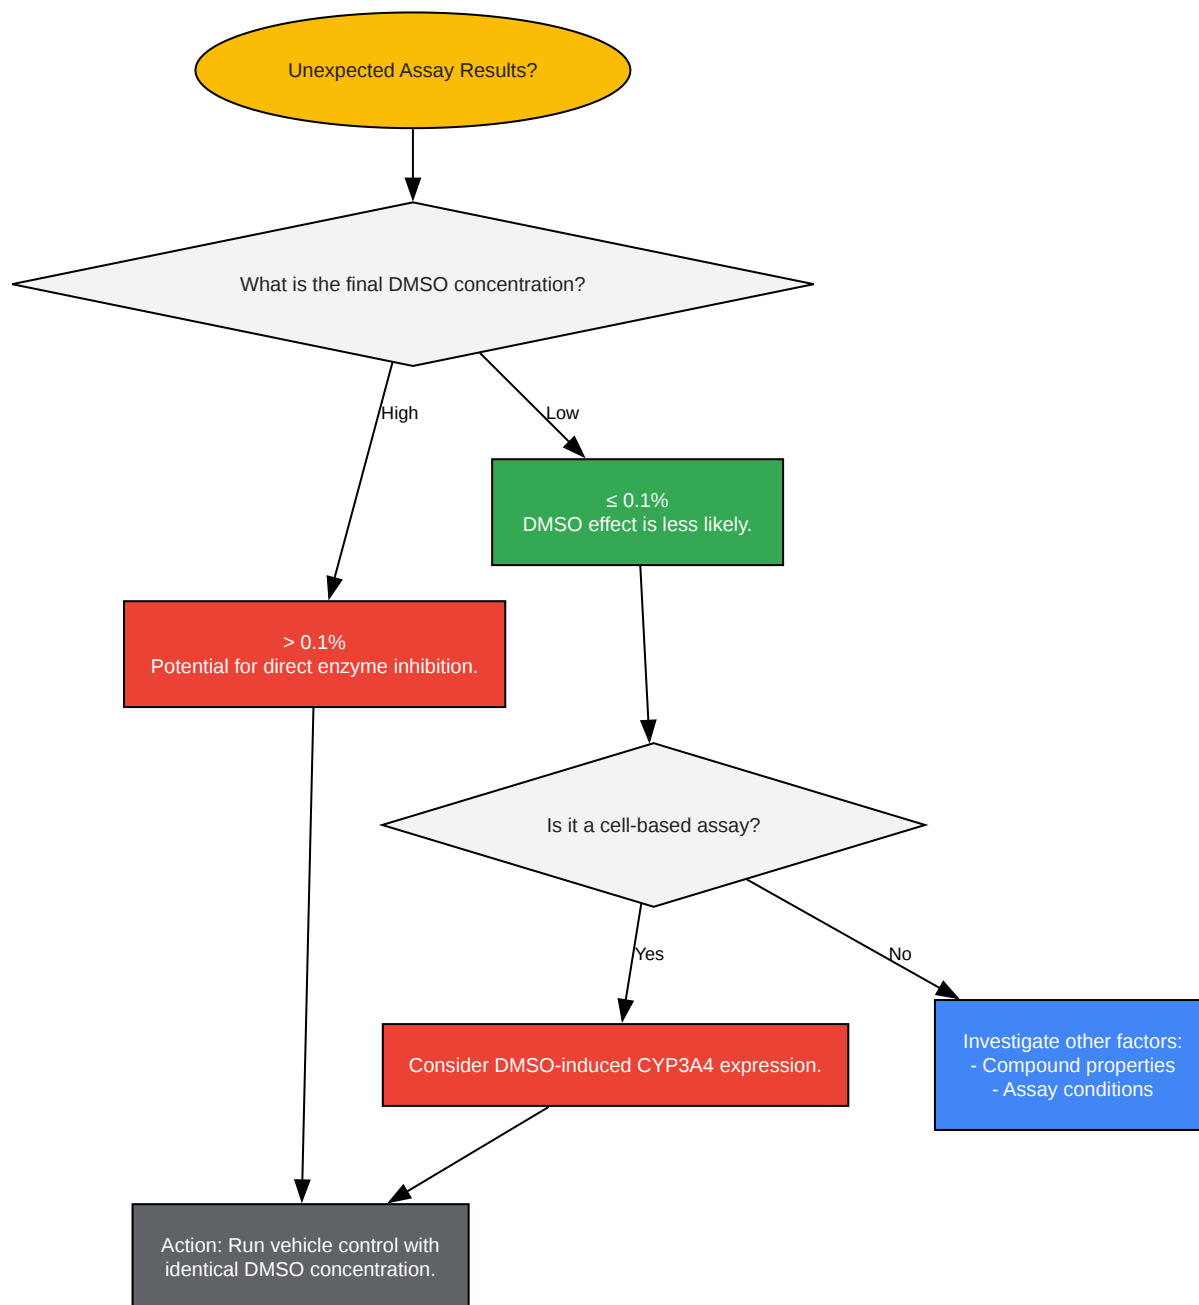 Unexpected Assay Results?
What is the final DMSO concentration?
High
Low
≤ 0.1%
DMSO effect is less likely.
> 0.1%
Potential for direct enzyme inhibition.
Is it a cell-based assay?
Yes
No
Consider DMSO-induced CYP3A4 expression.
Investigate other factors:
- Compound properties
- Assay conditions
Action: Run vehicle control with
identical DMSO concentration.